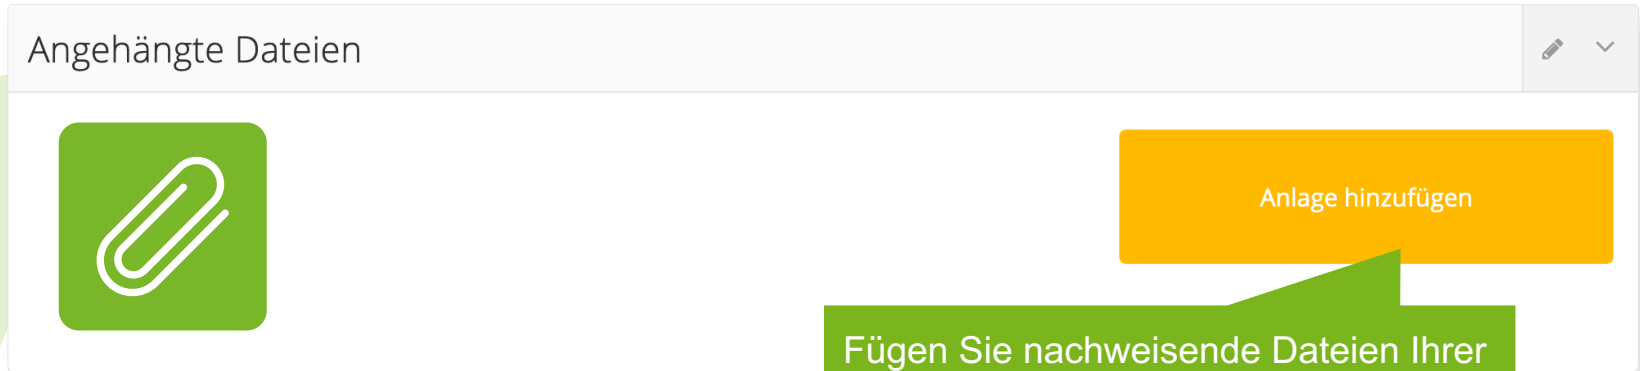 Angehängte Dateien
Anlage hinzufügen
Fügen Sie nachweisende Dateien Ihrer